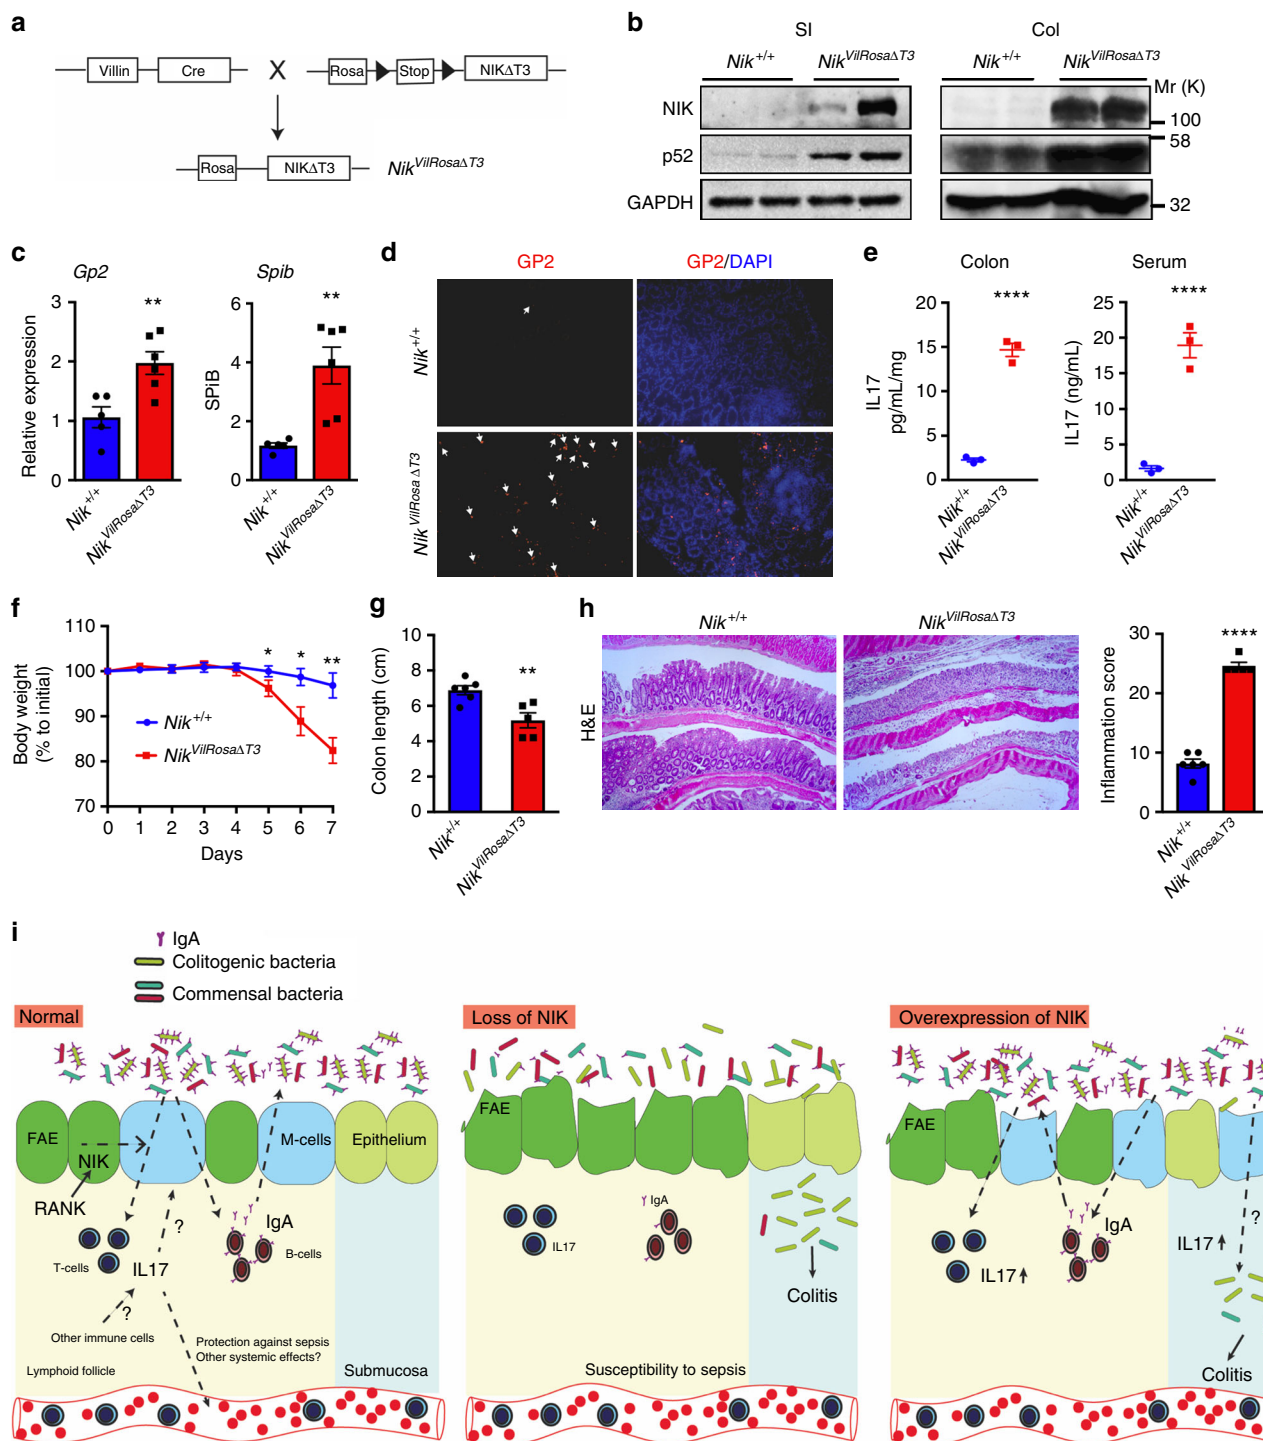 a
Villin
Cre
X
Rosa
Stop
NIKΔT3
Rosa
NIKΔT3
Nik^VilRosaΔT3
b
SI
Col
Nik^+/+
Nik^VilRosaΔT3
Nik^+/+
Nik^VilRosaΔT3
Mr (K)
NIK
100
58
p52
GAPDH
32
c
Gp2
Spib
**
**
Relative expression
3
2
1
0
SPiB
6
4
2
0
Nik^+/+
Nik^VilRosaΔT3
Nik^+/+
Nik^VilRosaΔT3
d
GP2
GP2/DAPI
Nik^+/+
Nik^VilRosa ΔT3
e
Colon
Serum
****
****
IL17
pg/mL/mg
20
15
10
5
0
IL17 (ng/mL)
25
20
15
10
5
0
Nik^+/+
Nik^VilRosaΔT3
Nik^+/+
Nik^VilRosaΔT3
f
Body weight
(% to initial)
110
100
90
80
70
*
*
**
Nik^+/+
Nik^VilRosaΔT3
0 1 2 3 4 5 6 7
Days
g
Colon length (cm)
10
8
6
4
2
0
**
Nik^+/+
Nik^VilRosaΔT3
h
Nik^+/+
Nik^VilRosaΔT3
H&E
Inflammation score
30
20
10
0
****
Nik^+/+
Nik^VilRosaΔT3
i
IgA
Colitogenic bacteria
Commensal bacteria
Normal
FAE
NIK
M-cells
Epithelium
RANK
?
IgA
T-cells
IL17
B-cells
?
Other immune cells
Protection against sepsis
Other systemic effects?
Lymphoid follicle
Submucosa
Loss of NIK
FAE
IgA
IL17
Colitis
Susceptibility to sepsis
Overexpression of NIK
FAE
IgA
IL17
IL17
?
Colitis